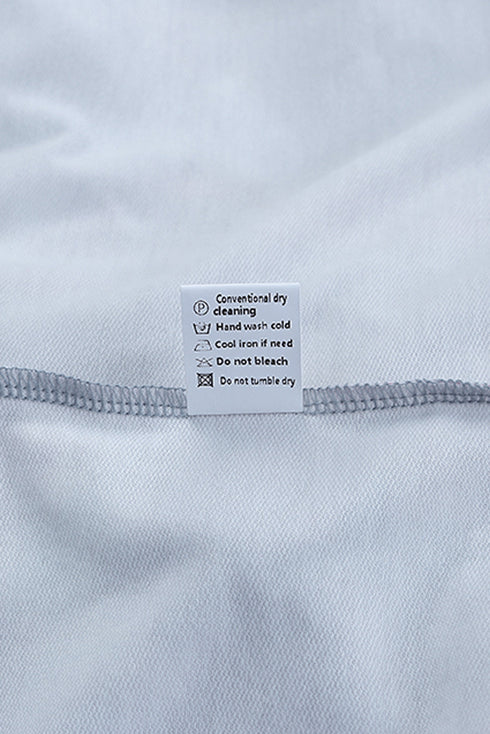 Conventional dry
Ⓟ cleaning
Hand wash cold
Cool iron if need
Do not bleach
Do not tumble dry